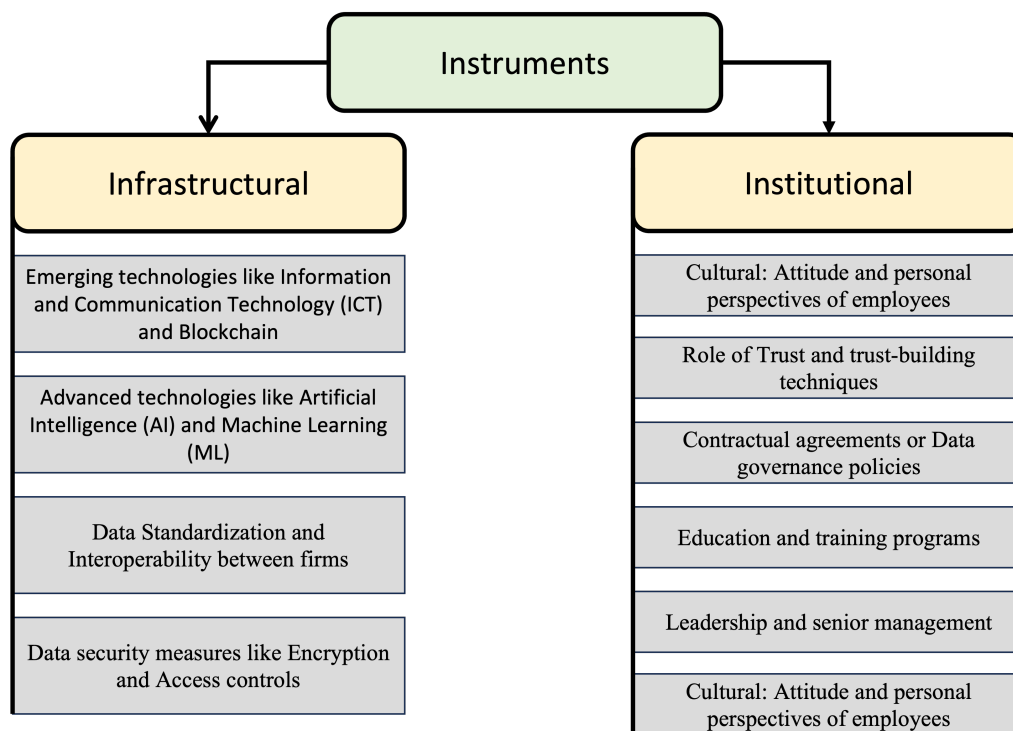 Instruments
Infrastructural
Emerging technologies like Information
and Communication Technology (ICT)
and Blockchain
Advanced technologies like Artificial
Intelligence (AI) and Machine Learning
(ML)
Data Standardization and
Interoperability between firms
Data security measures like Encryption
and Access controls
Institutional
Cultural: Attitude and personal
perspectives of employees
Role of Trust and trust-building
techniques
Contractual agreements or Data
governance policies
Education and training programs
Leadership and senior management
Cultural: Attitude and personal
perspectives of employees